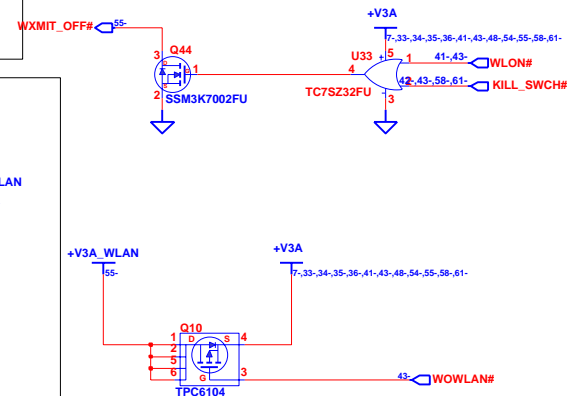 +V3A
WXMIT_OFF# 55-
7-,33-,34-,35-,36-,41-,43-,48-,54-,55-,58-,61-
Q44
3
1
2
SSM3K7002FU
U33
5
+
4
1
-
3
TC7SZ32FU
41-,43- WLON#
42-,43-,58-,61- KILL_SWCH#
LAN
+V3A_WLAN
55-
+V3A
7-,33-,34-,35-,36-,41-,43-,48-,54-,55-,58-,61-
Q10
1 D S 4
2
5
6 G 3
TPC6104
43- WOWLAN#